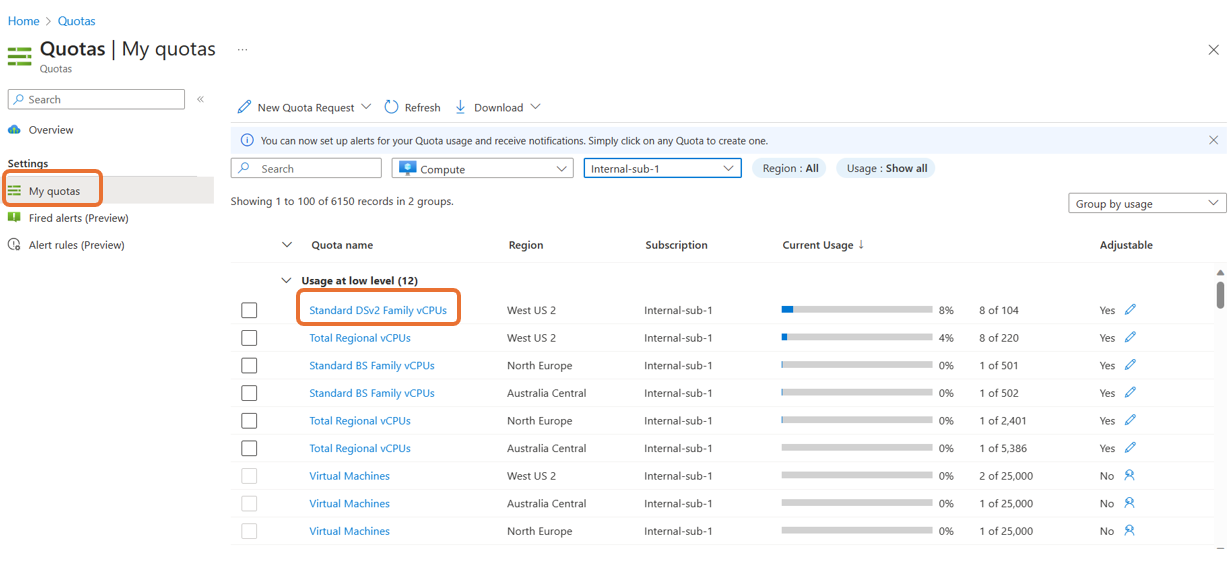 Home > Quotas
Quotas | My quotas ...
Quotas
Search «
New Quota Request Refresh Download
Overview
You can now set up alerts for your Quota usage and receive notifications. Simply click on any Quota to create one.
Settings
Search Compute Internal-sub-1 Region : All Usage : Show all
My quotas
Showing 1 to 100 of 6150 records in 2 groups. Group by usage
Fired alerts (Preview)
Alert rules (Preview)
Quota name Region Subscription Current Usage ↓ Adjustable
Usage at low level (12)
Standard DSv2 Family vCPUs West US 2 Internal-sub-1 8% 8 of 104 Yes
Total Regional vCPUs West US 2 Internal-sub-1 4% 8 of 220 Yes
Standard BS Family vCPUs North Europe Internal-sub-1 0% 1 of 501 Yes
Standard BS Family vCPUs Australia Central Internal-sub-1 0% 1 of 502 Yes
Total Regional vCPUs North Europe Internal-sub-1 0% 1 of 2,401 Yes
Total Regional vCPUs Australia Central Internal-sub-1 0% 1 of 5,386 Yes
Virtual Machines West US 2 Internal-sub-1 0% 2 of 25,000 No
Virtual Machines Australia Central Internal-sub-1 0% 1 of 25,000 No
Virtual Machines North Europe Internal-sub-1 0% 1 of 25,000 No